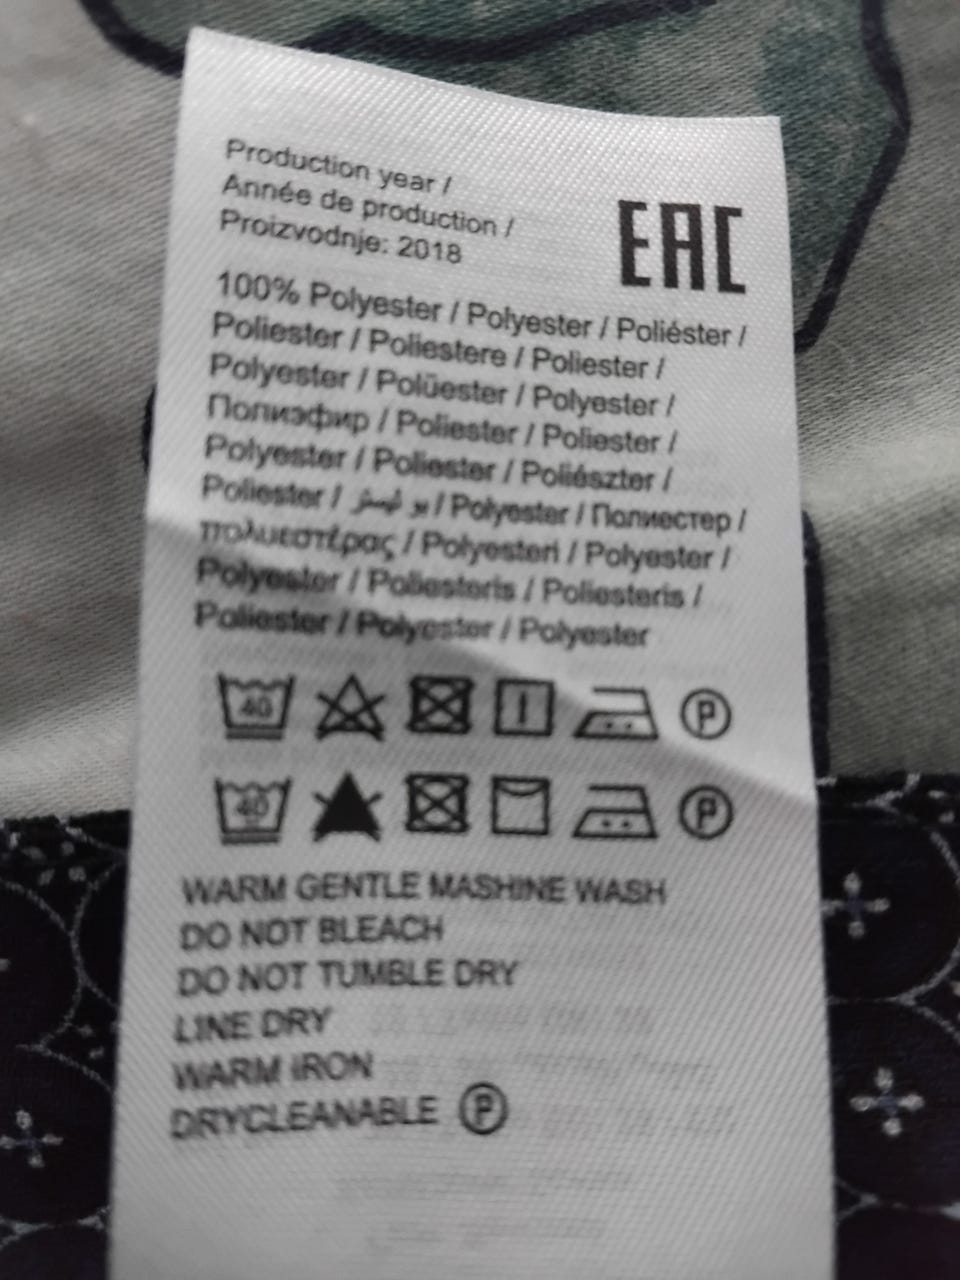 Production year /
Année de production /
Proizvodnje: 2018
EAC
100% Polyester / Polyester / Poliéster /
Poliester / Poliestere / Poliester /
Polyester / Polüester / Polyester /
Полиэфир / Poliester / Poliester /
Polyester / Poliester / Poliészter /
Poliester / بو ليستر / Polyester / Полиестер /
πολυεστέρας / Polyesteri / Polyester /
Polyester / Poliesteris / Poliesteris /
Poliester / Polyester / Polyester
40 P
40 P
WARM GENTLE MASHINE WASH
DO NOT BLEACH
DO NOT TUMBLE DRY
LINE DRY
WARM IRON
DRYCLEANABLE P